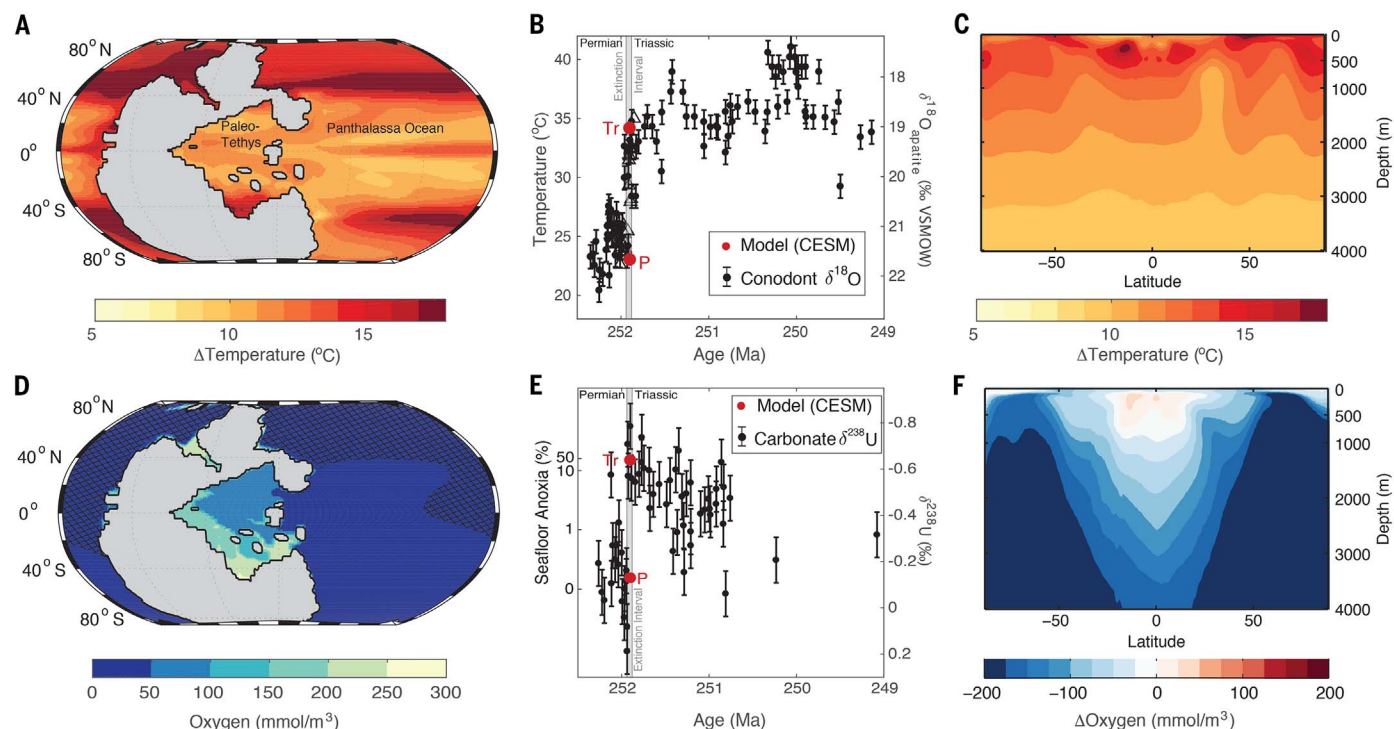 A
80° N
40° N
0°
40° S
80° S
Paleo-
Tethys
Panthalassa Ocean
5
10
15
ΔTemperature (°C)
B
Permian
Triassic
Extinction
Interval
Temperature (°C)
40
35
30
25
20
Tr
P
Model (CESM)
Conodont δ¹⁸O
18
19
20
21
22
δ¹⁸O apatite (‰ VSMOW)
252
251
250
249
Age (Ma)
C
0
500
1000
2000
3000
4000
Depth (m)
−50
0
50
Latitude
5
10
15
ΔTemperature (°C)
D
80° N
40° N
0°
40° S
80° S
0
50
100
150
200
250
300
Oxygen (mmol/m³)
E
Permian
Triassic
Model (CESM)
Carbonate δ²³⁸U
Seafloor Anoxia (%)
50
10
1
0
Tr
P
Extinction Interval
-0.8
-0.6
-0.4
-0.2
0
0.2
δ²³⁸U (‰)
252
251
250
249
Age (Ma)
F
0
500
1000
2000
3000
4000
Depth (m)
−50
0
50
Latitude
−200
−100
0
100
200
ΔOxygen (mmol/m³)